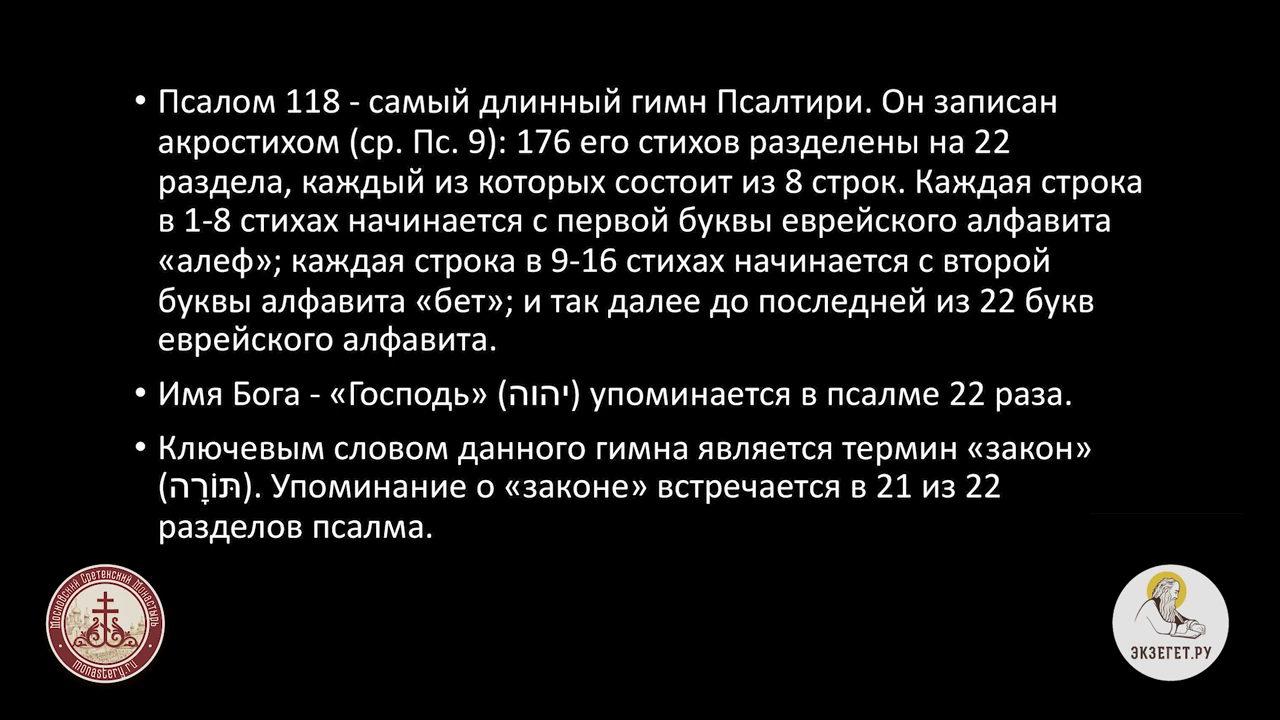 • Псалом 118 - самый длинный гимн Псалтири. Он записан
акростихом (ср. Пс. 9): 176 его стихов разделены на 22
раздела, каждый из которых состоит из 8 строк. Каждая строка
в 1-8 стихах начинается с первой буквы еврейского алфавита
«алеф»; каждая строка в 9-16 стихах начинается с второй
буквы алфавита «бет»; и так далее до последней из 22 букв
еврейского алфавита.
• Имя Бога - «Господь» (יהוה) упоминается в псалме 22 раза.
• Ключевым словом данного гимна является термин «закон»
(תּוֹרָה). Упоминание о «законе» встречается в 21 из 22
разделов псалма.
Московский Сретенский Монастырь
monastery.ru
ЭКЗЕГЕТ.РУ